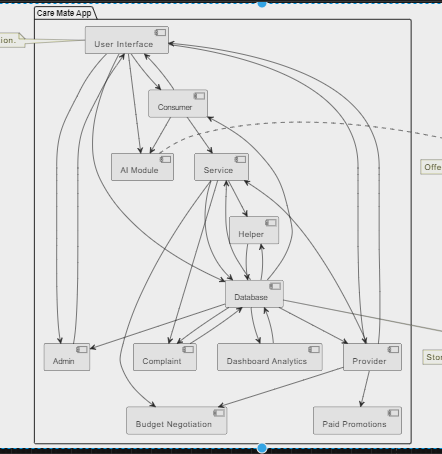 Care Mate App
ion.
User Interface
Consumer
AI Module
Service
Offe
Helper
Database
Stor
Admin
Complaint
Dashboard Analytics
Provider
Budget Negotiation
Paid Promotions